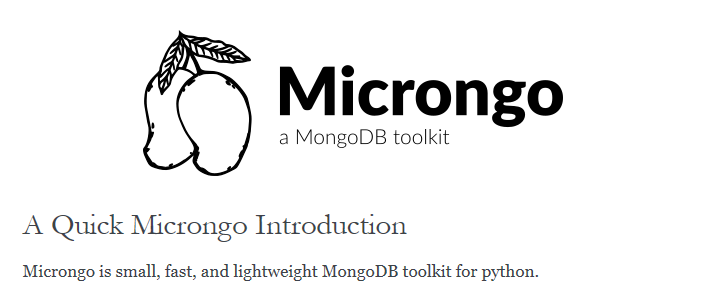 Microngo
a MongoDB toolkit
A Quick Microngo Introduction
Microngo is small, fast, and lightweight MongoDB toolkit for python.